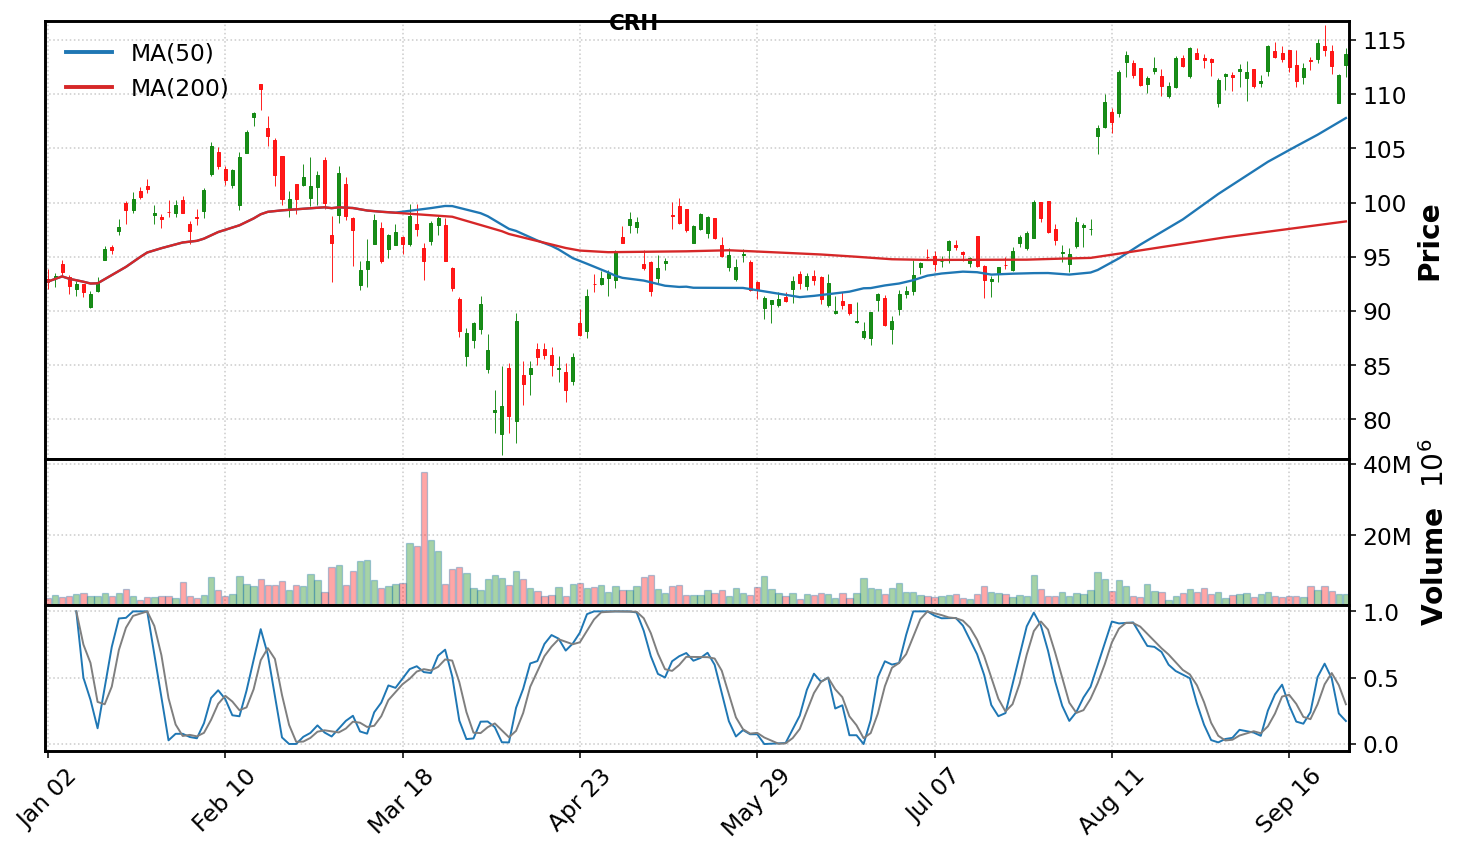 CRH
MA(50)
MA(200)
115
110
105
100
95
90
85
80
Price
40M
20M
Volume 10^6
1.0
0.5
0.0
Jan 02
Feb 10
Mar 18
Apr 23
May 29
Jul 07
Aug 11
Sep 16